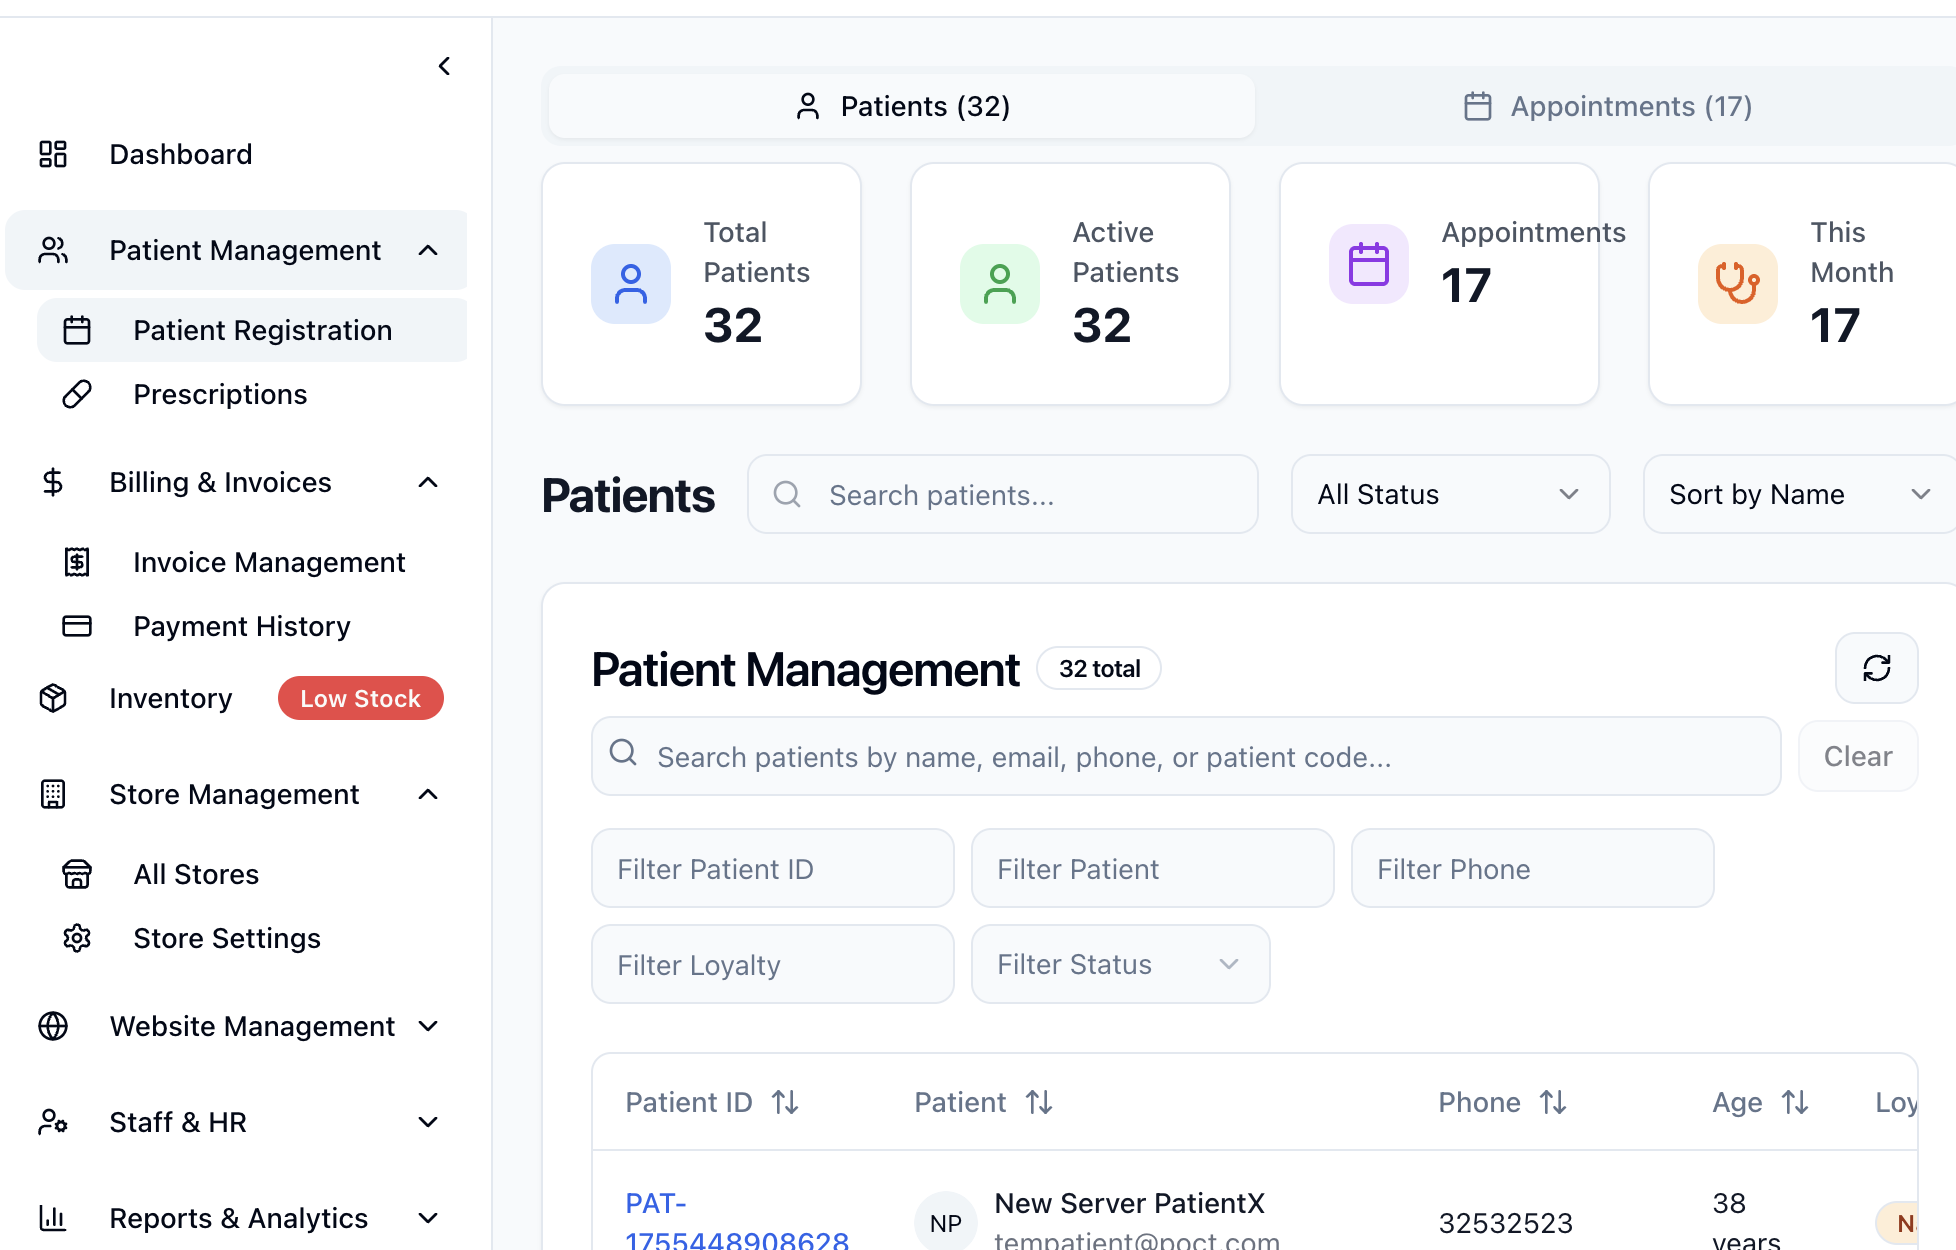 Dashboard
Patient Management
Patient Registration
Prescriptions
Billing & Invoices
Invoice Management
Payment History
Inventory
Low Stock
Store Management
All Stores
Store Settings
Website Management
Staff & HR
Reports & Analytics
Patients (32)
Appointments (17)
Total
Patients
32
Active
Patients
32
Appointments
17
This
Month
17
Patients
Search patients...
All Status
Sort by Name
Patient Management
32 total
Search patients by name, email, phone, or patient code...
Clear
Filter Patient ID
Filter Patient
Filter Phone
Filter Loyalty
Filter Status
Patient ID
Patient
Phone
Age
Loy
PAT-
1755448908628
NP
New Server PatientX
tempatient@poct.com
32532523
38
years